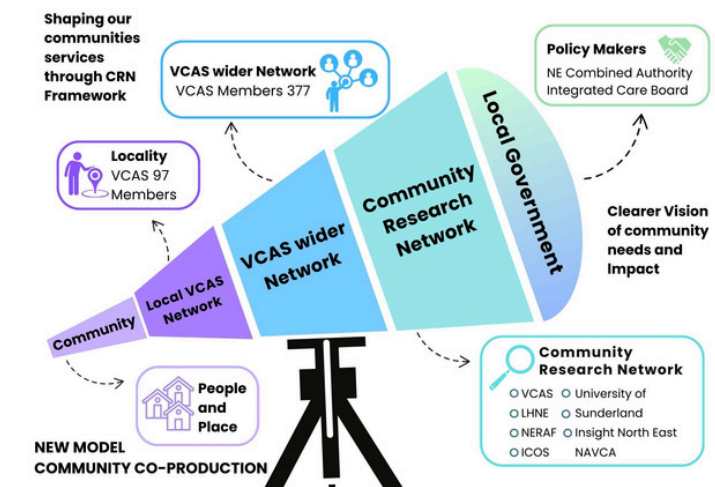 Shaping our
communities
services
through CRN
Framework
VCAS wider Network
VCAS Members 377
Policy Makers
NE Combined Authority
Integrated Care Board
Locality
VCAS 97
Members
Community
Local VCAS
Network
VCAS wider
Network
Community
Research
Network
Local Government
Clearer Vision
of community
needs and
Impact
People
and
Place
Community
Research Network
VCAS
LHNE
NERAF
ICOS
University of
Sunderland
Insight North East
NAVCA
NEW MODEL
COMMUNITY CO-PRODUCTION